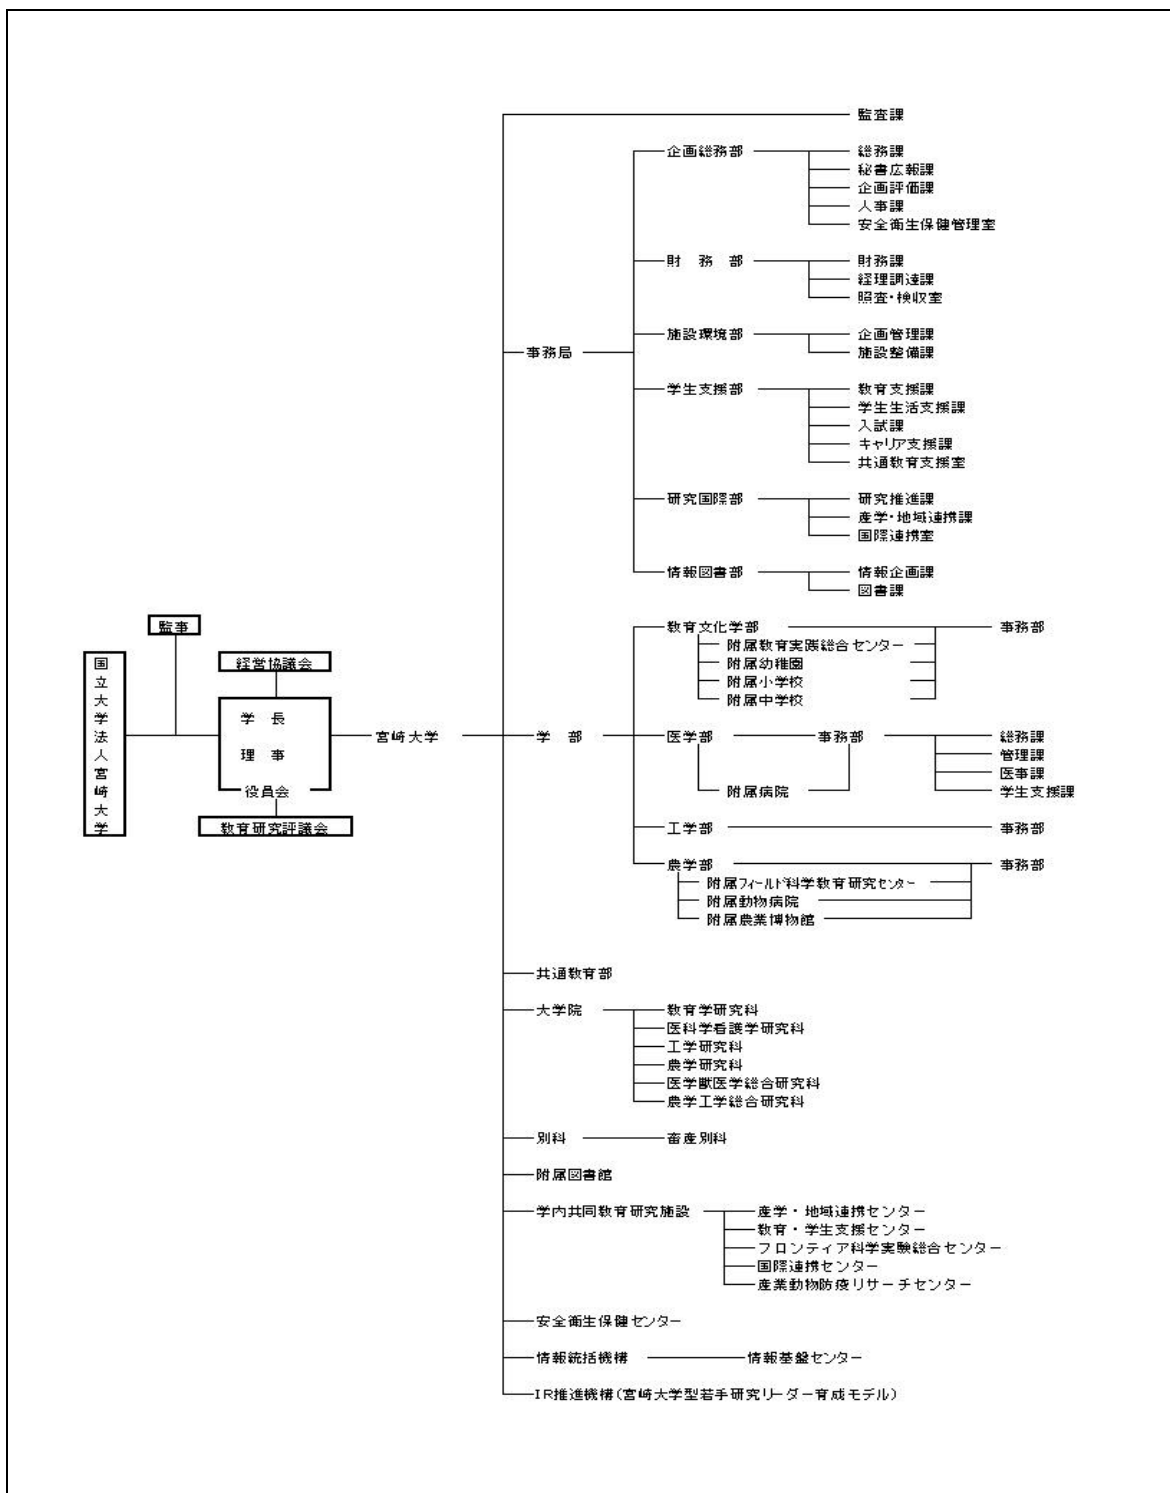 監査課
企画総務部 総務課
秘書広報課
企画評価課
人事課
安全衛生保健管理室
財務部 財務課
経理調達課
照査・検収室
施設環境部 企画管理課
施設整備課
事務局
学生支援部 教育支援課
学生生活支援課
入試課
キャリア支援課
共通教育支援室
研究国際部 研究推進課
産学・地域連携課
国際連携室
情報図書部 情報企画課
図書課
監事
国立大学法人宮崎大学
経営協議会
学長
理事
役員会
教育研究評議会
宮崎大学
学部
教育文化学部 事務部
附属教育実践総合センター
附属幼稚園
附属小学校
附属中学校
医学部 事務部 総務課
管理課
医事課
附属病院 学生支援課
工学部 事務部
農学部 事務部
附属フィールド科学教育研究センター
附属動物病院
附属農業博物館
共通教育部
大学院 教育学研究科
医科学看護学研究科
工学研究科
農学研究科
医学獣医学総合研究科
農学工学総合研究科
別科 畜産別科
附属図書館
学内共同教育研究施設 産学・地域連携センター
教育・学生支援センター
フロンティア科学実験総合センター
国際連携センター
産業動物防疫リサーチセンター
安全衛生保健センター
情報統括機構 情報基盤センター
IR推進機構(宮崎大学型若手研究リーダー育成モデル)